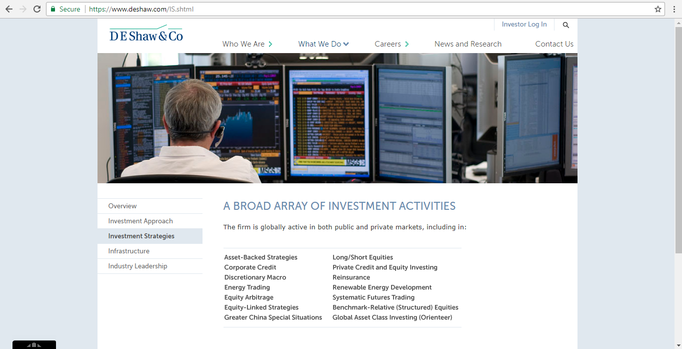 Secure https://www.deshaw.com/IS.shtml
Investor Log In
DE Shaw & Co
Who We Are What We Do Careers News and Research Contact Us
Overview
Investment Approach
Investment Strategies
Infrastructure
Industry Leadership
A BROAD ARRAY OF INVESTMENT ACTIVITIES
The firm is globally active in both public and private markets, including in:
Asset-Backed Strategies
Corporate Credit
Discretionary Macro
Energy Trading
Equity Arbitrage
Equity-Linked Strategies
Greater China Special Situations
Long/Short Equities
Private Credit and Equity Investing
Reinsurance
Renewable Energy Development
Systematic Futures Trading
Benchmark-Relative (Structured) Equities
Global Asset Class Investing (Orienteer)